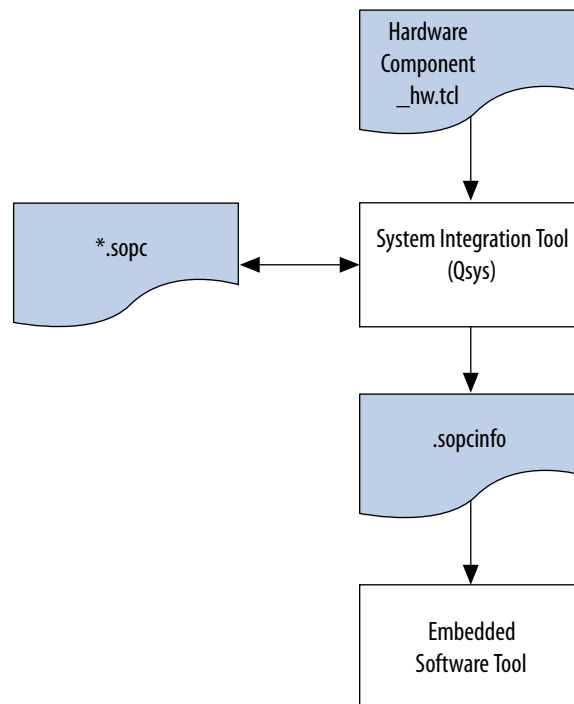 Hardware
Component
_hw.tcl
*.sopc
System Integration Tool
(Qsys)
.sopcinfo
Embedded
Software Tool